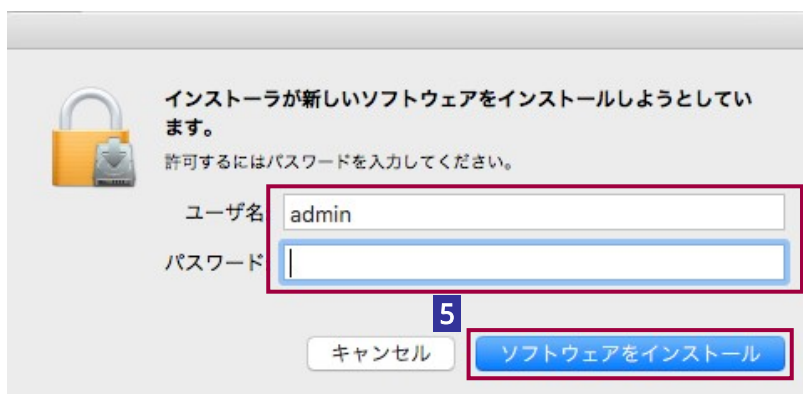 インストーラが新しいソフトウェアをインストールしようとしてい
ます。
許可するにはパスワードを入力してください。
ユーザ名: admin
パスワード:
5
キャンセル ソフトウェアをインストール